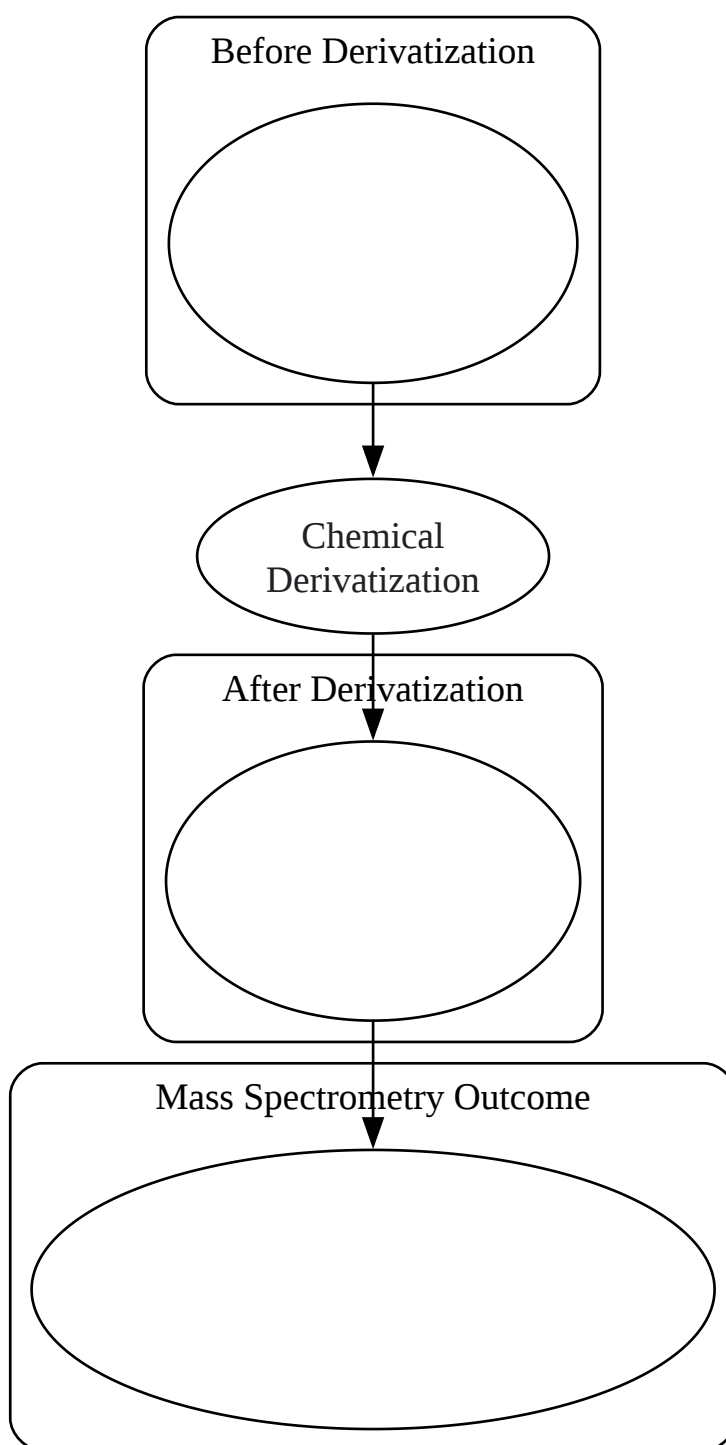 Before Derivatization
Chemical
Derivatization
After Derivatization
Mass Spectrometry Outcome